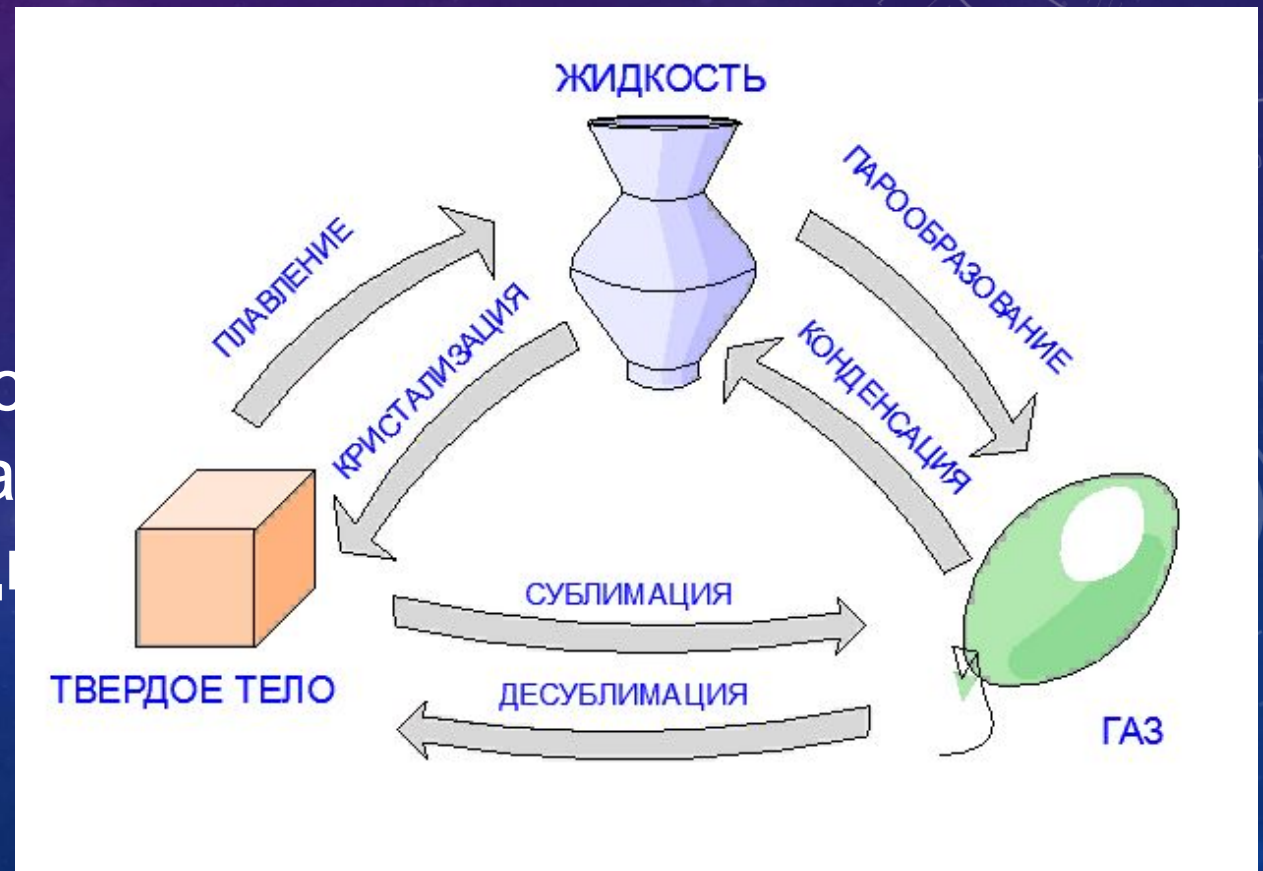 ЖИДКОСТЬ
ПАРООБРАЗОВАНИЕ
ПЛАВЛЕНИЕ
КРИСТАЛИЗАЦИЯ
КОНДЕНСАЦИЯ
СУБЛИМАЦИЯ
ТВЕРДОЕ ТЕЛО
ДЕСУБЛИМАЦИЯ
ГАЗ